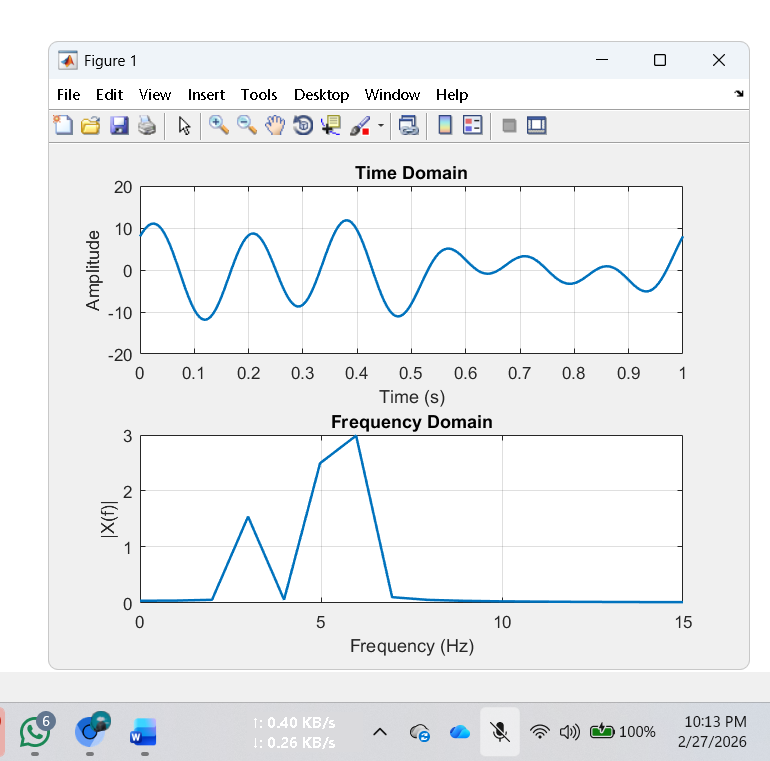 Figure 1
File Edit View Insert Tools Desktop Window Help
Time Domain
20
10
0
-10
-20
Amplitude
0 0.1 0.2 0.3 0.4 0.5 0.6 0.7 0.8 0.9 1
Time (s)
Frequency Domain
3
2
1
0
|X(f)|
0 5 10 15
Frequency (Hz)
6
W
↑: 0.40 KB/s
↓: 0.26 KB/s
100%
10:13 PM
2/27/2026